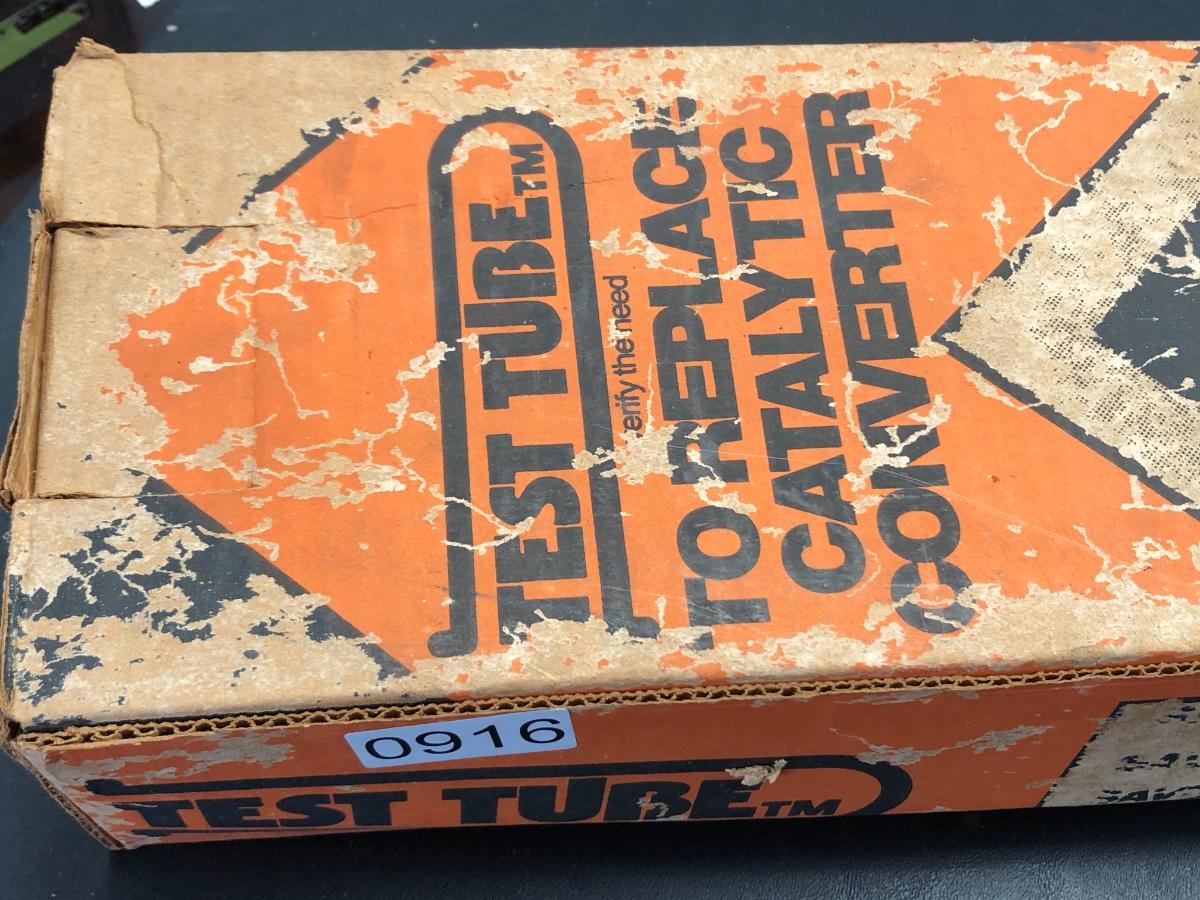 TEST TUBE™
erify the need
TO REPLACE
CATALYTIC
CONVERTER
0916
TEST TUBE™